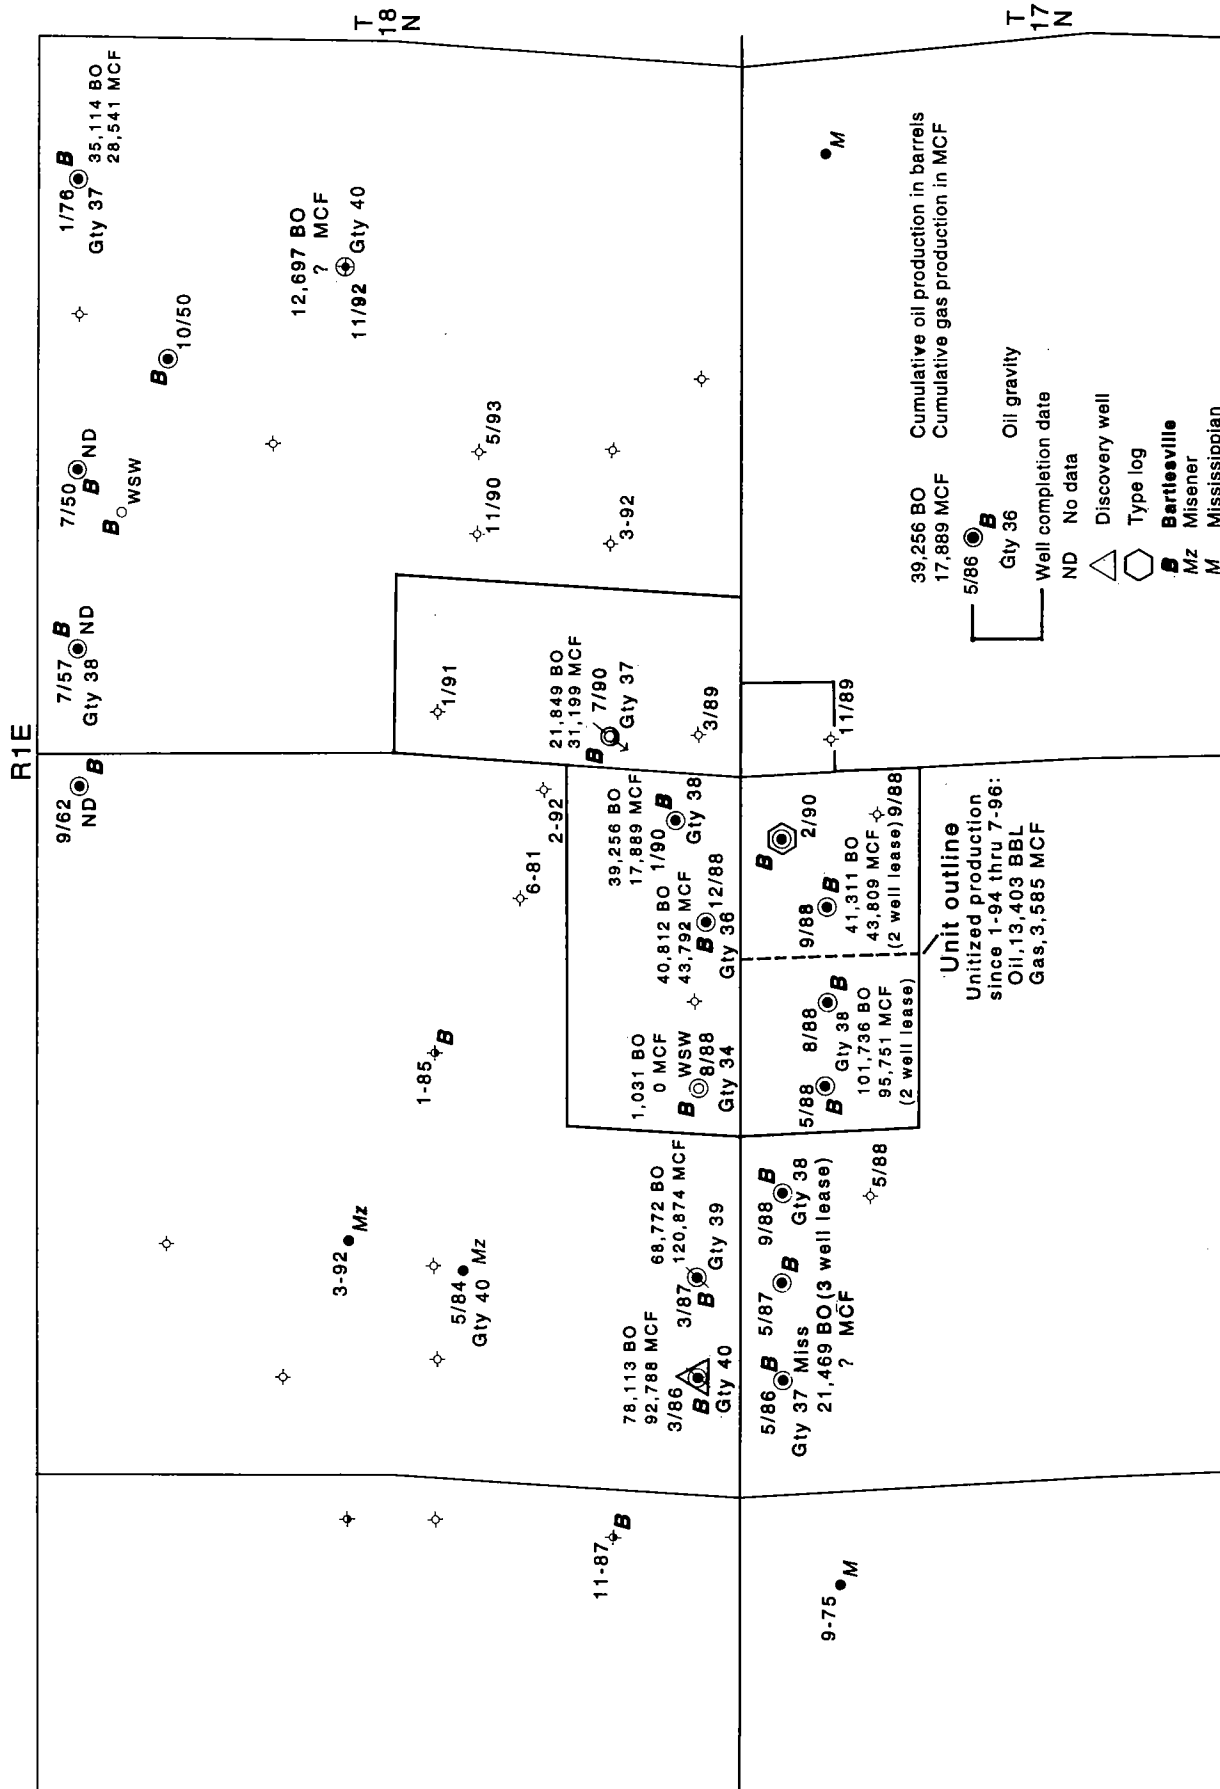 R1E
T
18
N
T
17
N
9/62
ND
B
7/57
B
Gty 38
ND
7/50
B
ND
B
WSW
B
10/50
1/76
B
Gty 37
35,114 BO
28,541 MCF
12,697 BO
? MCF
11/92
Gty 40
11/90
5/93
3-92
1/91
21,849 BO
31,199 MCF
B
7/90
Gty 37
3/89
11/89
2-92
6-81
1-85
B
3-92
Mz
5/84
Mz
Gty 40
11-87
B
9-75
M
M
78,113 BO
92,788 MCF
3/86
B
Gty 40
68,772 BO
120,874 MCF
3/87
B
Gty 39
1,031 BO
0 MCF
B
WSW
8/88
Gty 34
40,812 BO
43,792 MCF
B
12/88
Gty 36
39,256 BO
17,889 MCF
1/90
B
Gty 38
5/86
B
5/87
B
9/88
B
Gty 37
Miss
Gty 38
21,469 BO (3 well lease)
? MCF
5/88
5/88
B
8/88
B
Gty 38
101,736 BO
95,751 MCF
(2 well lease)
B
2/90
9/88
B
41,311 BO
43,809 MCF
(2 well lease)
9/88
Unit outline
Unitized production
since 1-94 thru 7-96:
Oil,13,403 BBL
Gas,3,585 MCF
39,256 BO Cumulative oil production in barrels
17,889 MCF Cumulative gas production in MCF
5/86
B
Gty 36 Oil gravity
Well completion date
ND No data
Discovery well
Type log
B Bartlesville
Mz Misener
M Mississippian